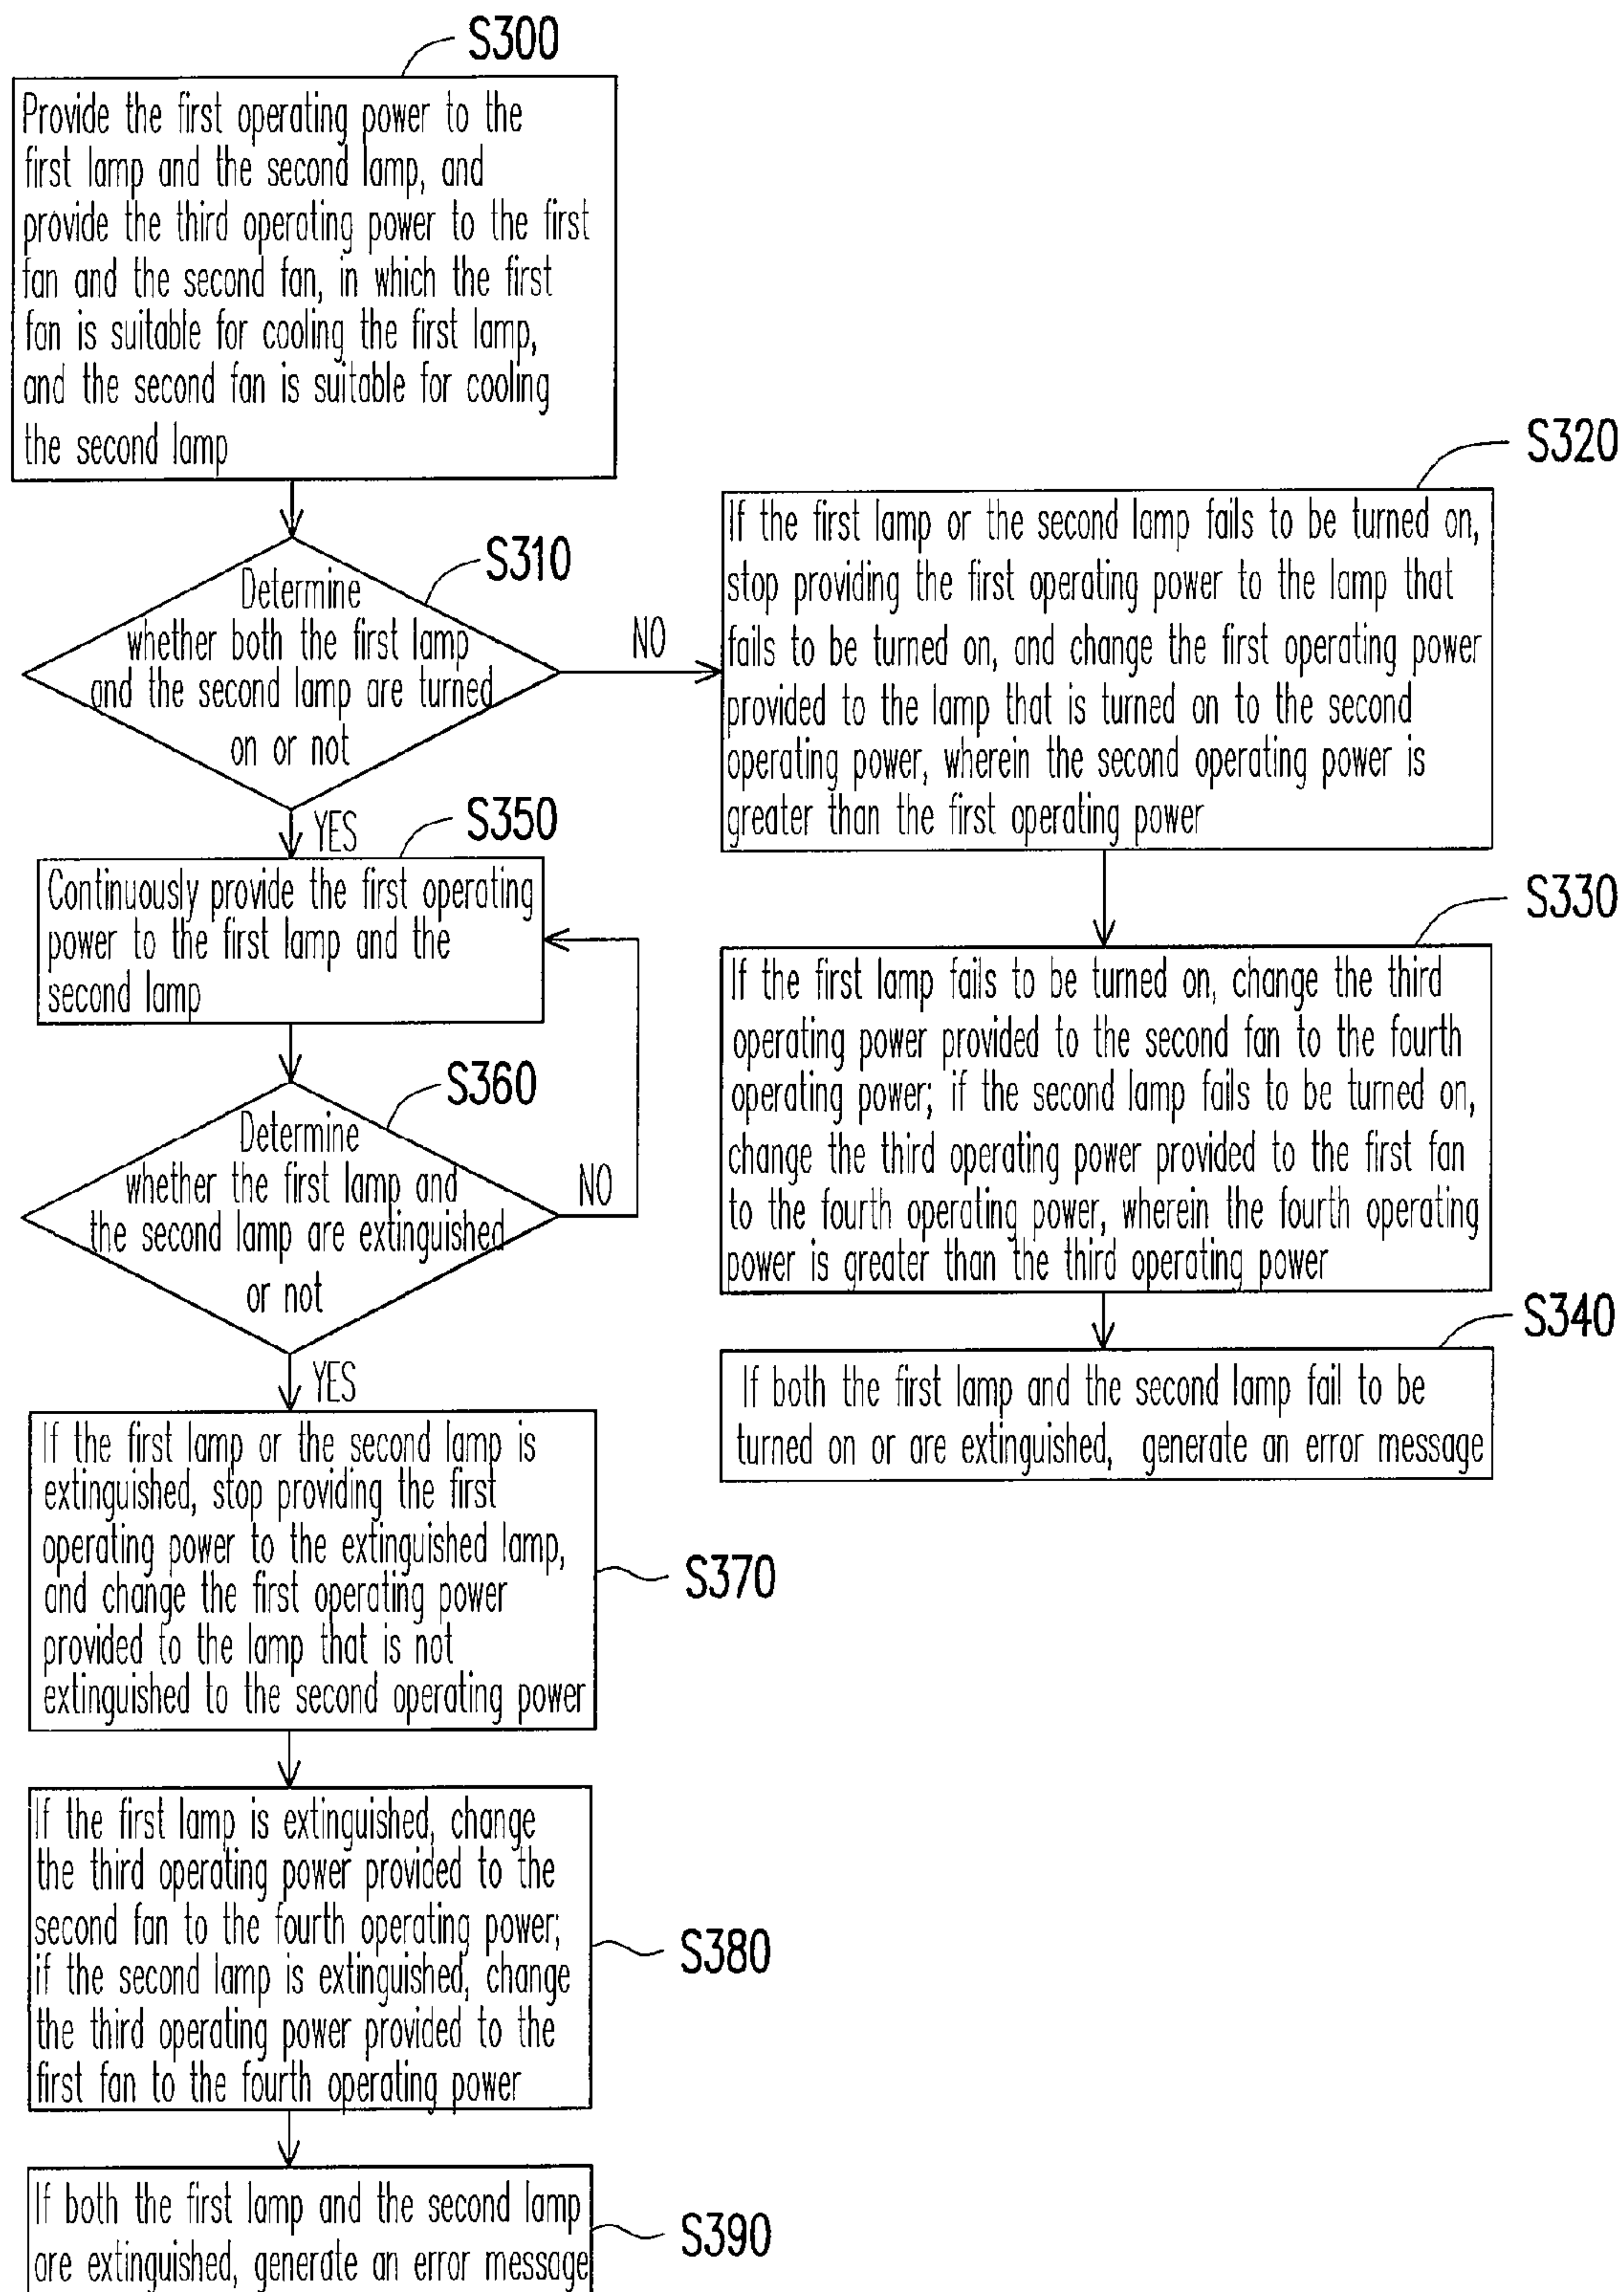 S300
Provide the first operating power to the
first lamp and the second lamp, and
provide the third operating power to the first
fan and the second fan, in which the first
fan is suitable for cooling the first lamp,
and the second fan is suitable for cooling
the second lamp
S310
Determine
whether both the first lamp
and the second lamp are turned
on or not
NO
S320
If the first lamp or the second lamp fails to be turned on,
stop providing the first operating power to the lamp that
fails to be turned on, and change the first operating power
provided to the lamp that is turned on to the second
operating power, wherein the second operating power is
greater than the first operating power
S330
If the first lamp fails to be turned on, change the third
operating power provided to the second fan to the fourth
operating power; if the second lamp fails to be turned on,
change the third operating power provided to the first fan
to the fourth operating power, wherein the fourth operating
power is greater than the third operating power
S340
If both the first lamp and the second lamp fail to be
turned on or are extinguished, generate an error message
YES
S350
Continuously provide the first operating
power to the first lamp and the
second lamp
S360
Determine
whether the first lamp and
the second lamp are extinguished
or not
NO
YES
If the first lamp or the second lamp is
extinguished, stop providing the first
operating power to the extinguished lamp,
and change the first operating power
provided to the lamp that is not
extinguished to the second operating power
S370
If the first lamp is extinguished, change
the third operating power provided to the
second fan to the fourth operating power;
if the second lamp is extinguished, change
the third operating power provided to the
first fan to the fourth operating power
S380
If both the first lamp and the second lamp
are extinguished, generate an error message
S390